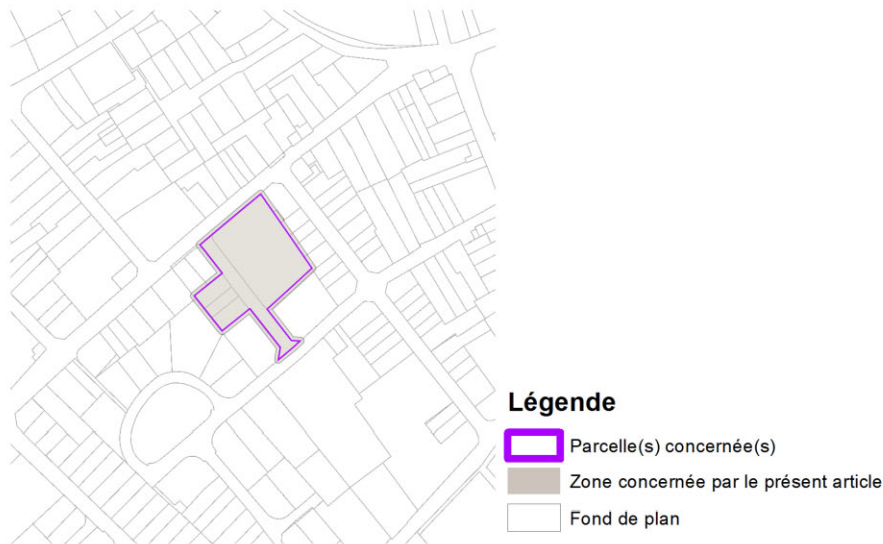 Légende
Parcelle(s) concernée(s)
Zone concernée par le présent article
Fond de plan